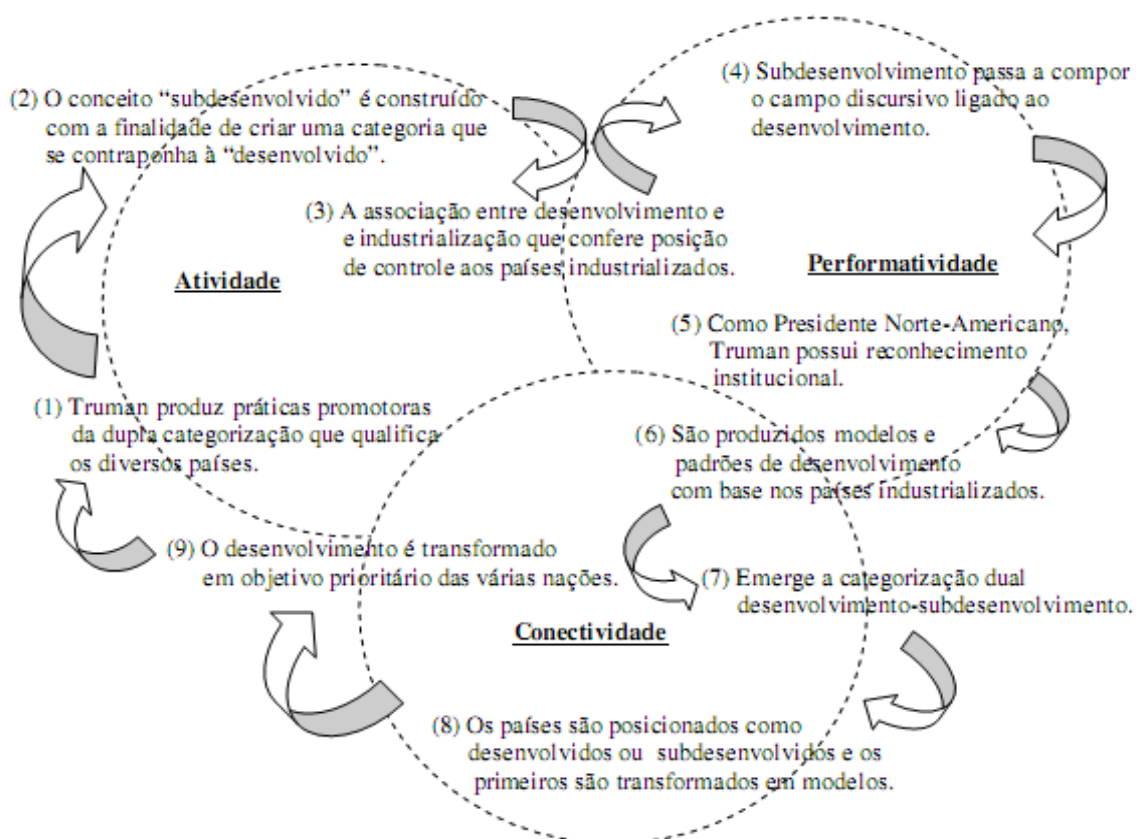 (2) O conceito “subdesenvolvido” é construído
com a finalidade de criar uma categoria que
se contraponha à “desenvolvido”.
(4) Subdesenvolvimento passa a compor
o campo discursivo ligado ao
desenvolvimento.
(3) A associação entre desenvolvimento e
e industrialização que confere posição
de controle aos países industrializados.
Atividade
Performatividade
(5) Como Presidente Norte-Americano,
Truman possui reconhecimento
institucional.
(1) Truman produz práticas promotoras
da dupla categorização que qualifica
os diversos países.
(6) São produzidos modelos e
padrões de desenvolvimento
com base nos países industrializados.
(9) O desenvolvimento é transformado
em objetivo prioritário das várias nações.
(7) Emerge a categorização dual
desenvolvimento-subdesenvolvimento.
Conectividade
(8) Os países são posicionados como
desenvolvidos ou subdesenvolvidos e os
primeiros são transformados em modelos.